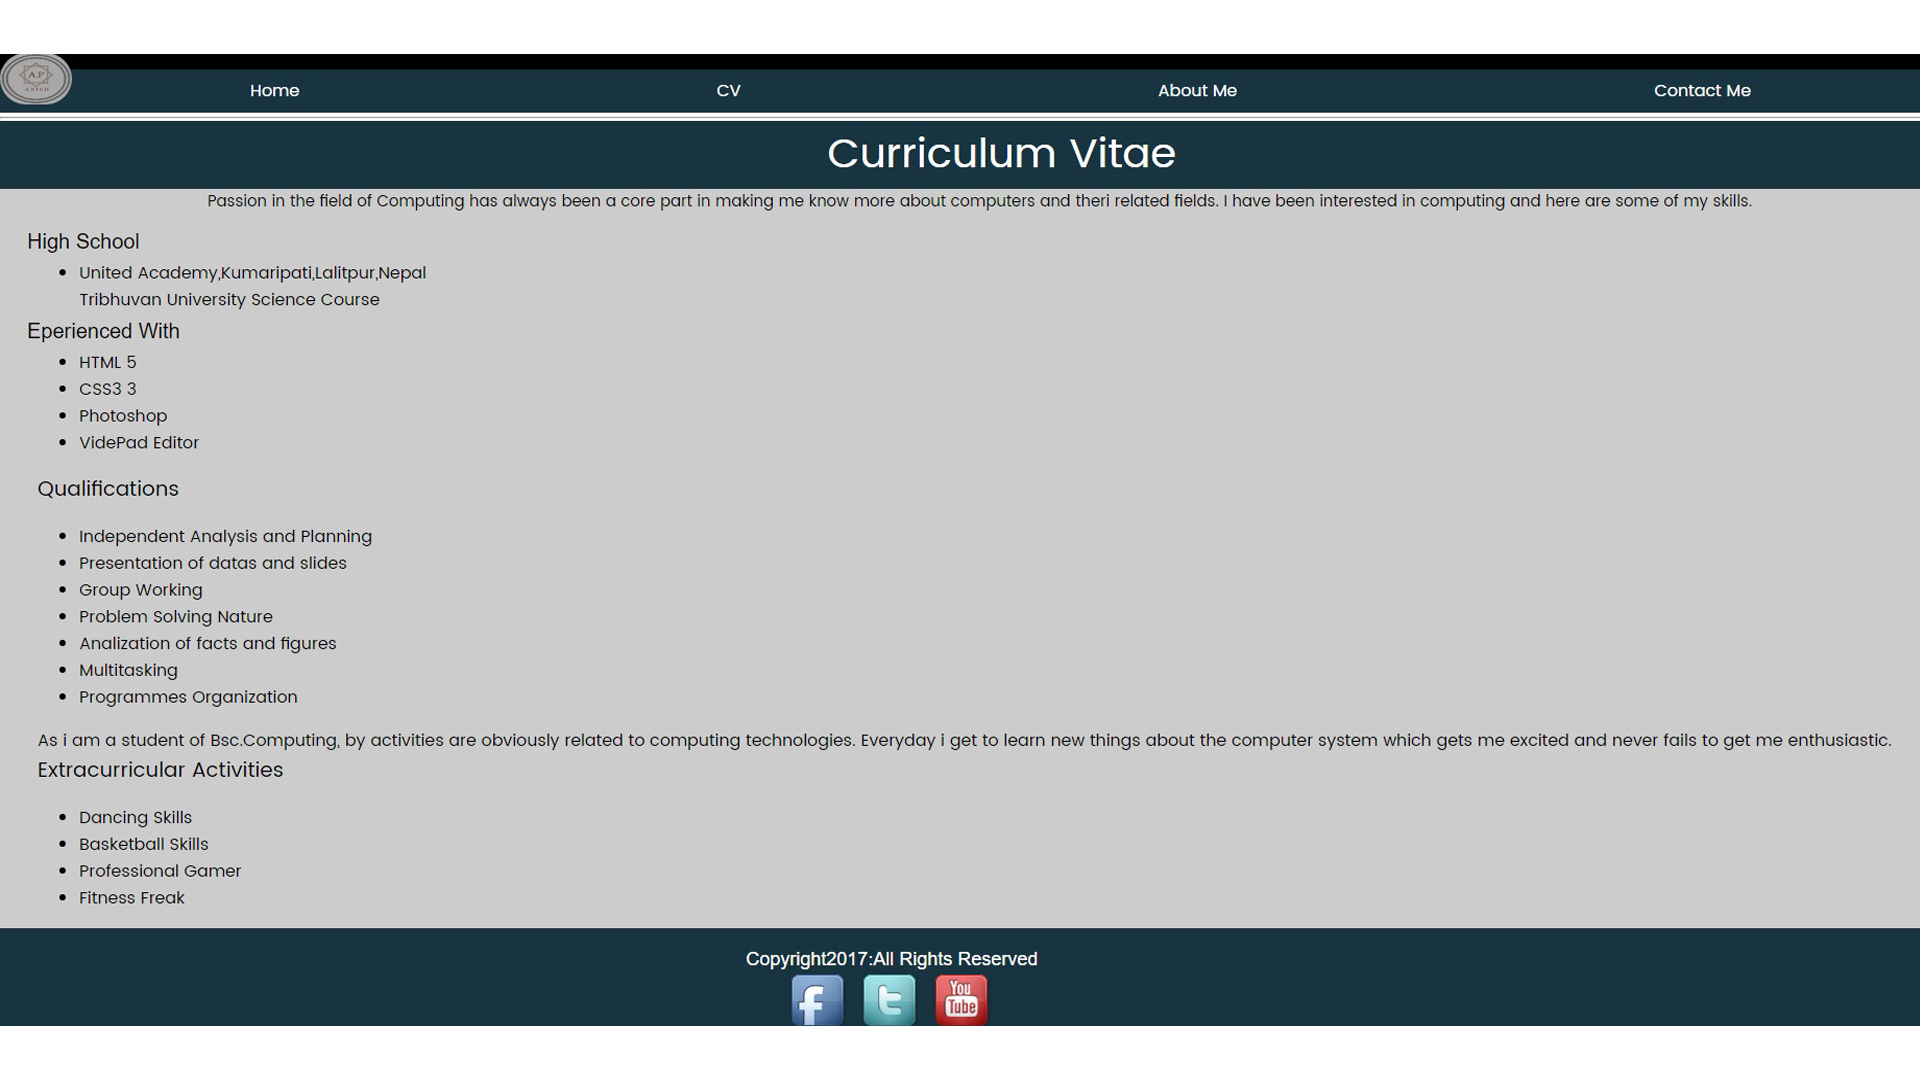 A.P
ANISH
Home
CV
About Me
Contact Me
Curriculum Vitae
Passion in the field of Computing has always been a core part in making me know more about computers and theri related fields. I have been interested in computing and here are some of my skills.
High School
United Academy,Kumaripati,Lalitpur,Nepal
Tribhuvan University Science Course
Eperienced With
HTML 5
CSS3 3
Photoshop
VidePad Editor
Qualifications
Independent Analysis and Planning
Presentation of datas and slides
Group Working
Problem Solving Nature
Analization of facts and figures
Multitasking
Programmes Organization
As i am a student of Bsc.Computing, by activities are obviously related to computing technologies. Everyday i get to learn new things about the computer system which gets me excited and never fails to get me enthusiastic.
Extracurricular Activities
Dancing Skills
Basketball Skills
Professional Gamer
Fitness Freak
Copyright2017:All Rights Reserved
f
t
You
Tube